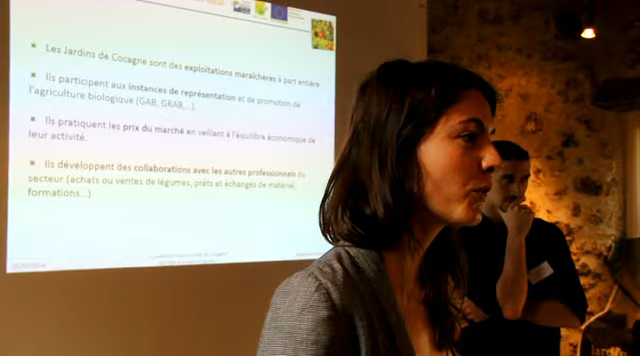 Les Jardins de Cocagne sont des exploitations maraîchères à part entière
Ils participent aux instances de représentation et de promotion de
l'agriculture biologique (GAB, GRAB,…).
Ils pratiquent les prix du marché en veillant à l'équilibre économique de
leur activité.
Ils développent des collaborations avec les autres professionnels du
secteur (achats ou ventes de légumes, prêts et échanges de matériel,
formations…)